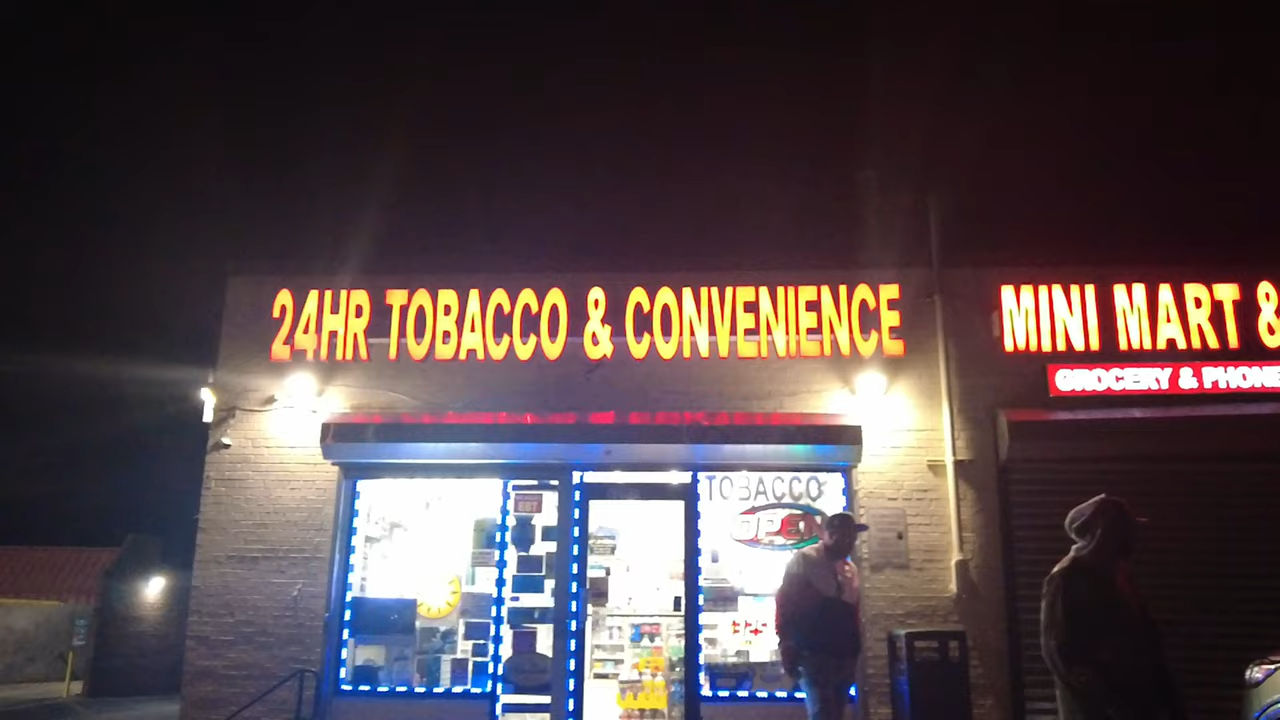 24HR TOBACCO & CONVENIENCE
MINI MART &
GROCERY & PHONE
TOBACCO
OPEN